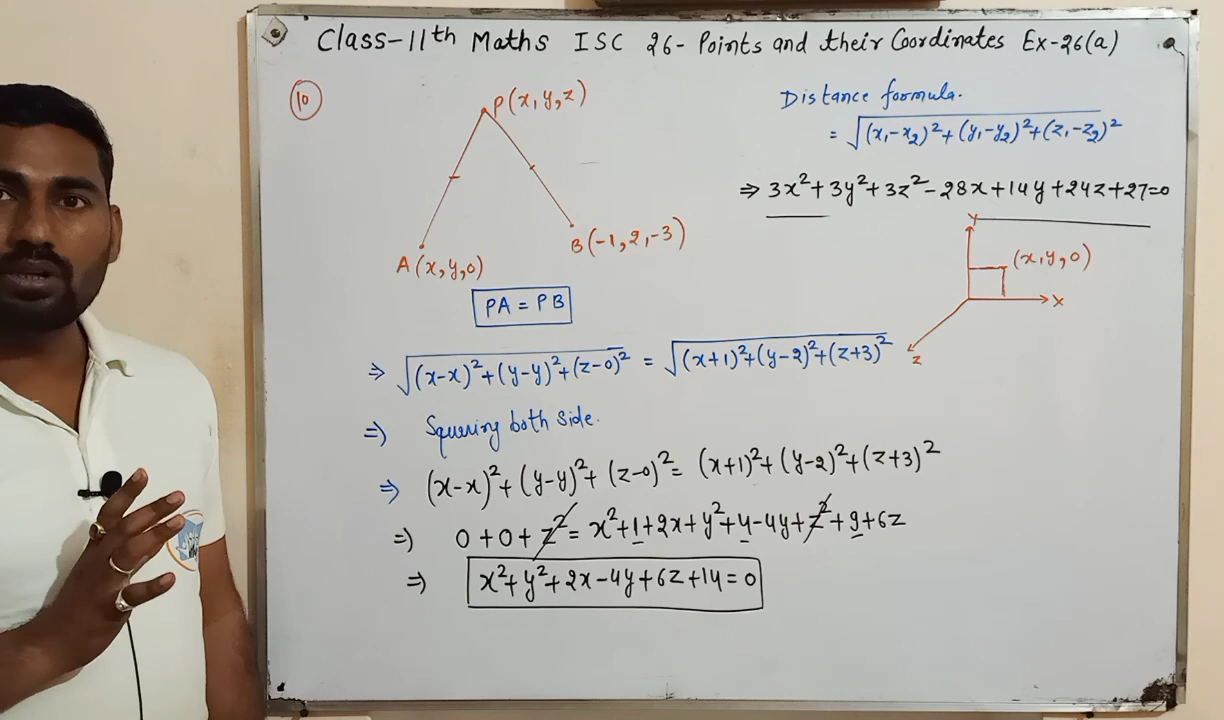 Class-11th Maths ISC 26- Points and their Coordinates Ex-26(a)
10
P(x,y,z)
A(x,y,0)
B(-1,2,-3)
PA = PB
Distance foormula.
= √(x₁-x₂)²+(y₁-y₂)²+(z₁-z₂)²
⇒ 3x²+3y²+3z²-28x+14y+24z+27=0
Y
(x,y,0)
X
Z
⇒ √(x-x)²+(y-y)²+(z-0)² = √(x+1)²+(y-2)²+(z+3)²
⇒ Squering both side.
⇒ (x-x)²+(y-y)²+(z-0)²= (x+1)²+(y-2)²+(z+3)²
⇒ 0+0+z²= x²+1+2x+y²+4-4y+z²+9+6z
⇒ x²+y²+2x-4y+6z+14=0